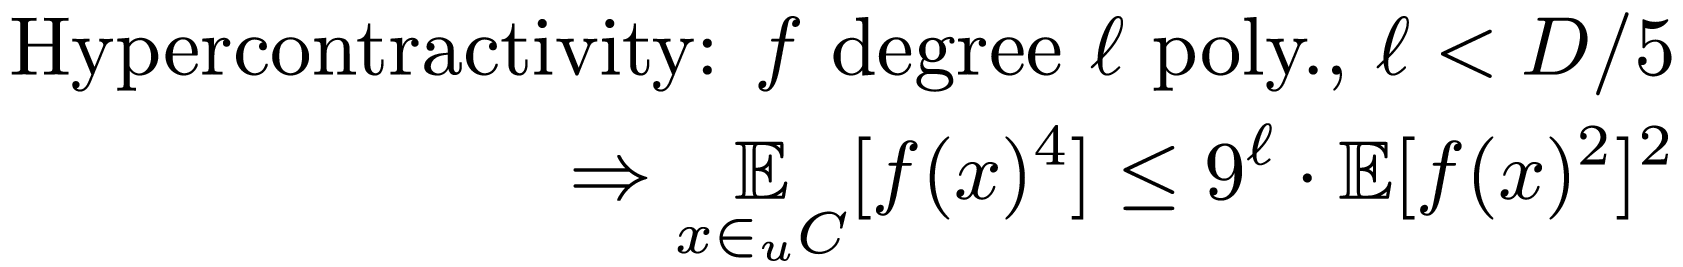 Hypercontractivity: f degree ℓ poly., ℓ < D/5
⇒ 𝔼_{x∈_u C}[f(x)^4] ≤ 9^ℓ · 𝔼[f(x)^2]^2